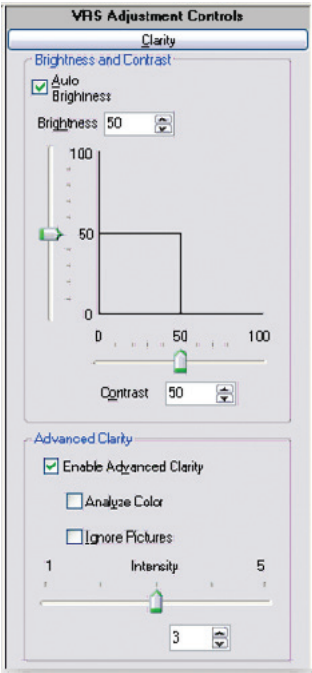 VRS Adjustment Controls
Clarity
Brightness and Contrast
Auto
Brightness
Brightness 50
100
50
0
0 50 100
Contrast 50
Advanced Clarity
Enable Advanced Clarity
Analyze Color
Ignore Pictures
1 Intensity 5
3